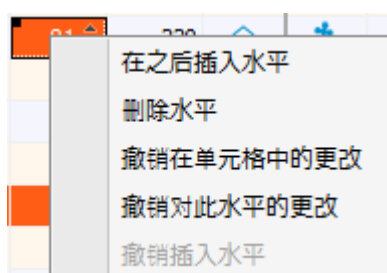 在之后插入水平
删除水平
撤销在单元格中的更改
撤销对此水平的更改
撤销插入水平